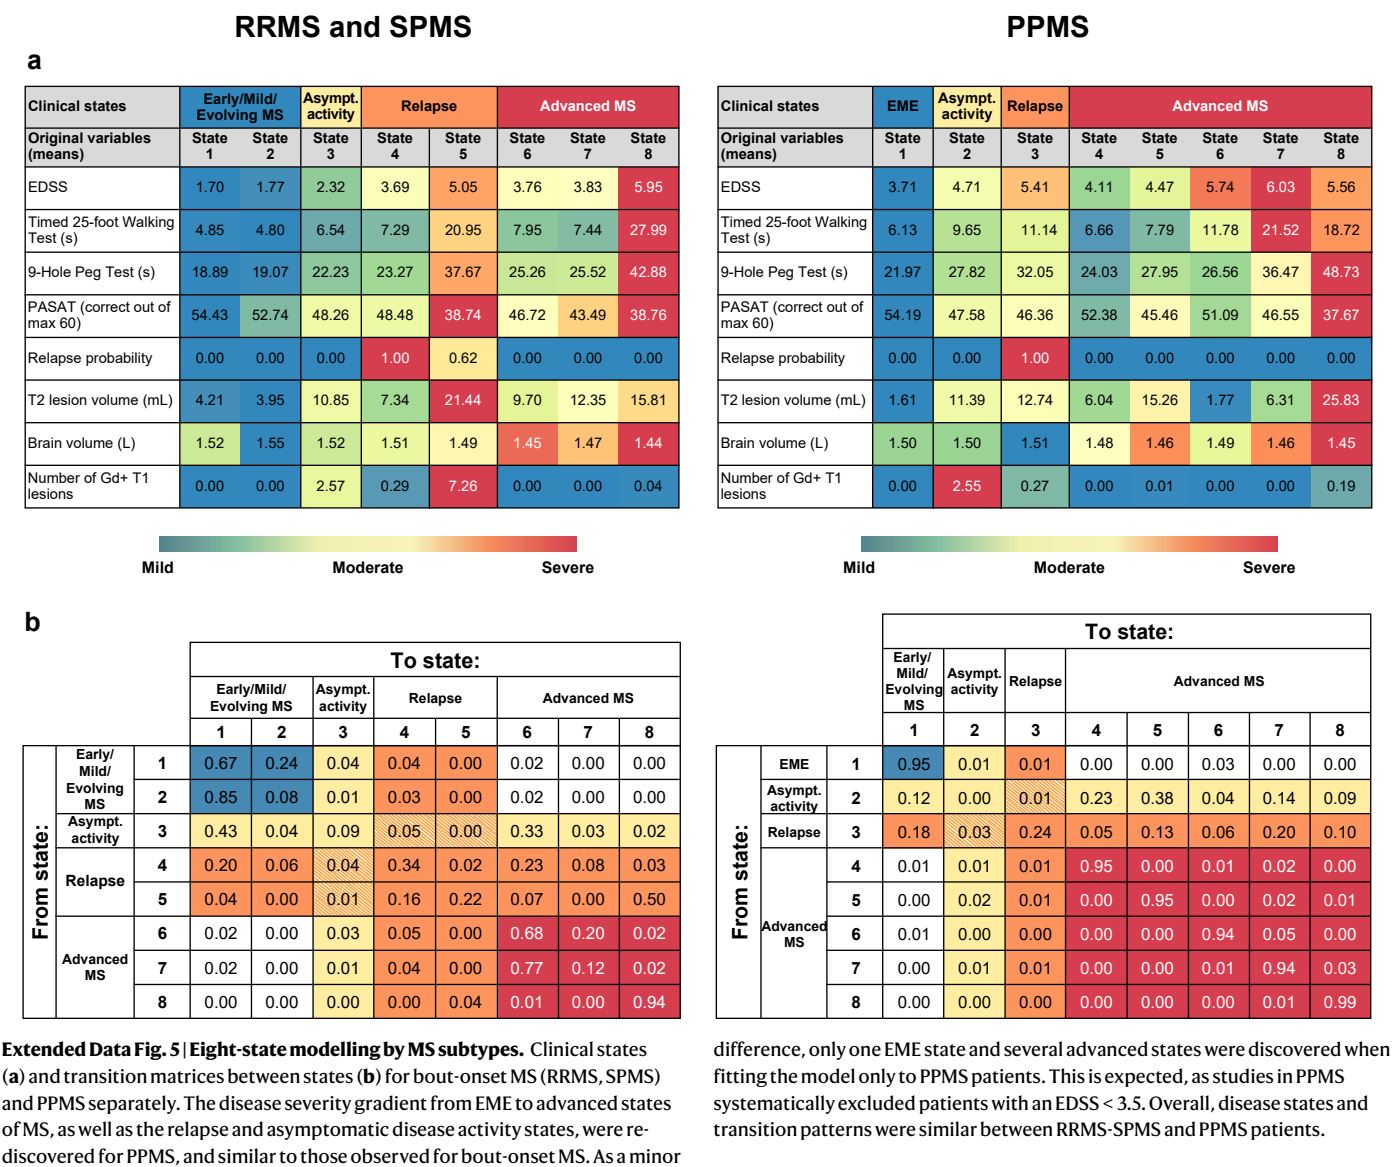 RRMS and SPMS
PPMS
a
Clinical states Early/Mild/ Evolving MS Asympt. activity Relapse Advanced MS
Original variables (means) State 1 State 2 State 3 State 4 State 5 State 6 State 7 State 8
EDSS 1.70 1.77 2.32 3.69 5.05 3.76 3.83 5.95
Timed 25-foot Walking Test (s) 4.85 4.80 6.54 7.29 20.95 7.95 7.44 27.99
9-Hole Peg Test (s) 18.89 19.07 22.23 23.27 37.67 25.26 25.52 42.88
PASAT (correct out of max 60) 54.43 52.74 48.26 48.48 38.74 46.72 43.49 38.76
Relapse probability 0.00 0.00 0.00 1.00 0.62 0.00 0.00 0.00
T2 lesion volume (mL) 4.21 3.95 10.85 7.34 21.44 9.70 12.35 15.81
Brain volume (L) 1.52 1.55 1.52 1.51 1.49 1.45 1.47 1.44
Number of Gd+ T1 lesions 0.00 0.00 2.57 0.29 7.26 0.00 0.00 0.04
Mild Moderate Severe
Clinical states EME Asympt. activity Relapse Advanced MS
Original variables (means) State 1 State 2 State 3 State 4 State 5 State 6 State 7 State 8
EDSS 3.71 4.71 5.41 4.11 4.47 5.74 6.03 5.56
Timed 25-foot Walking Test (s) 6.13 9.65 11.14 6.66 7.79 11.78 21.52 18.72
9-Hole Peg Test (s) 21.97 27.82 32.05 24.03 27.95 26.56 36.47 48.73
PASAT (correct out of max 60) 54.19 47.58 46.36 52.38 45.46 51.09 46.55 37.67
Relapse probability 0.00 0.00 1.00 0.00 0.00 0.00 0.00 0.00
T2 lesion volume (mL) 1.61 11.39 12.74 6.04 15.26 1.77 6.31 25.83
Brain volume (L) 1.50 1.50 1.51 1.48 1.46 1.49 1.46 1.45
Number of Gd+ T1 lesions 0.00 2.55 0.27 0.00 0.01 0.00 0.00 0.19
Mild Moderate Severe
b
To state:
Early/Mild/ Evolving MS Asympt. activity Relapse Advanced MS
1 2 3 4 5 6 7 8
From state:
Early/ Mild/ Evolving MS
1 0.67 0.24 0.04 0.04 0.00 0.02 0.00 0.00
2 0.85 0.08 0.01 0.03 0.00 0.02 0.00 0.00
Asympt. activity 3 0.43 0.04 0.09 0.05 0.00 0.33 0.03 0.02
Relapse
4 0.20 0.06 0.04 0.34 0.02 0.23 0.08 0.03
5 0.04 0.00 0.01 0.16 0.22 0.07 0.00 0.50
Advanced MS
6 0.02 0.00 0.03 0.05 0.00 0.68 0.20 0.02
7 0.02 0.00 0.01 0.04 0.00 0.77 0.12 0.02
8 0.00 0.00 0.00 0.00 0.04 0.01 0.00 0.94
To state:
Early/ Mild/ Evolving MS Asympt. activity Relapse Advanced MS
1 2 3 4 5 6 7 8
From state:
EME 1 0.95 0.01 0.01 0.00 0.00 0.03 0.00 0.00
Asympt. activity 2 0.12 0.00 0.01 0.23 0.38 0.04 0.14 0.09
Relapse 3 0.18 0.03 0.24 0.05 0.13 0.06 0.20 0.10
Advanced MS
4 0.01 0.01 0.01 0.95 0.00 0.01 0.02 0.00
5 0.00 0.02 0.01 0.00 0.95 0.00 0.02 0.01
6 0.01 0.00 0.00 0.00 0.00 0.94 0.05 0.00
7 0.00 0.01 0.01 0.00 0.00 0.01 0.94 0.03
8 0.00 0.00 0.00 0.00 0.00 0.00 0.01 0.99
Extended Data Fig. 5 | Eight-state modelling by MS subtypes. Clinical states
(a) and transition matrices between states (b) for bout-onset MS (RRMS, SPMS)
and PPMS separately. The disease severity gradient from EME to advanced states
of MS, as well as the relapse and asymptomatic disease activity states, were re-
discovered for PPMS, and similar to those observed for bout-onset MS. As a minor
difference, only one EME state and several advanced states were discovered when
fitting the model only to PPMS patients. This is expected, as studies in PPMS
systematically excluded patients with an EDSS < 3.5. Overall, disease states and
transition patterns were similar between RRMS-SPMS and PPMS patients.